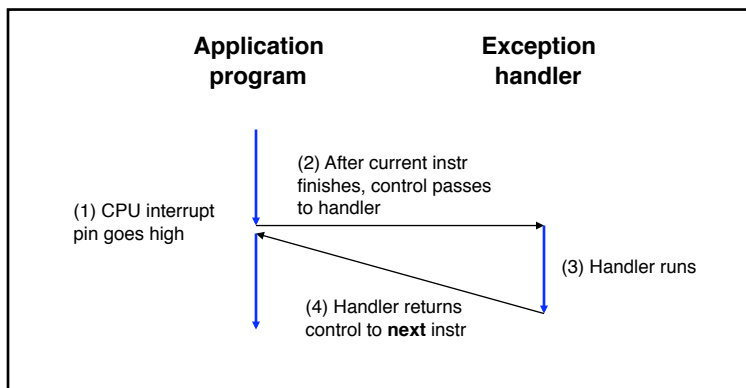 Application
program
Exception
handler
(2) After current instr
finishes, control passes
to handler
(1) CPU interrupt
pin goes high
(3) Handler runs
(4) Handler returns
control to next instr